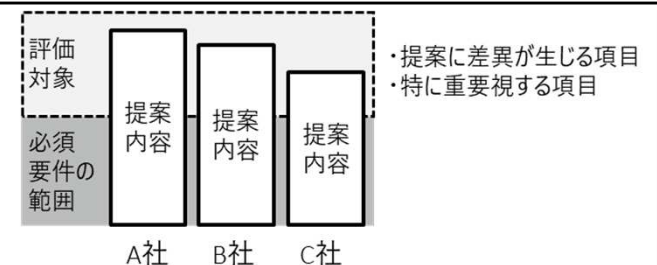 評価
対象
必須
要件の
範囲
提案
内容
提案
内容
提案
内容
A社
B社
C社
・提案に差異が生じる項目
・特に重要視する項目